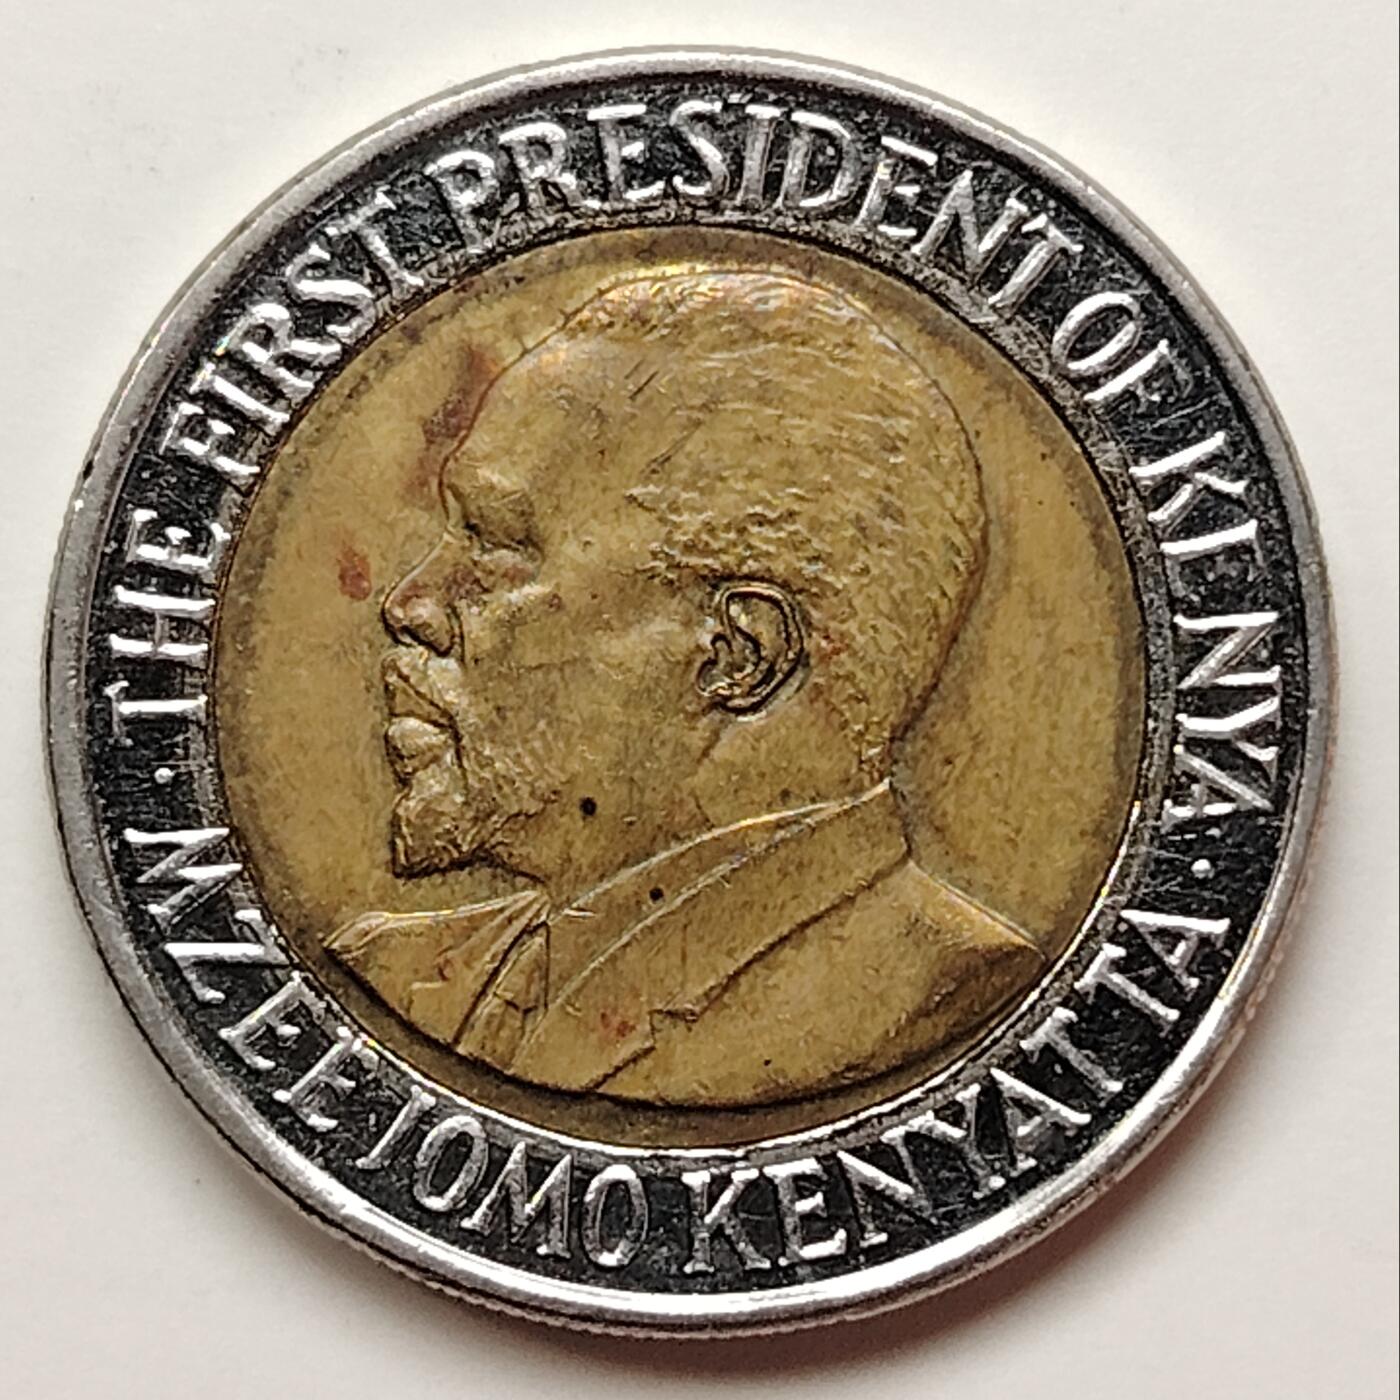 THE FIRST PRESIDENT OF KENYA
· MZEE JOMO KENYATTA ·